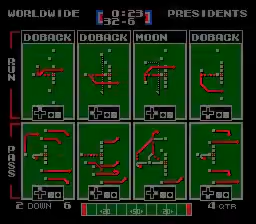 WORLDWIDE 0:23 PRESIDENTS
32-6
DOBACK DOBACK MOON DOBACK
RUN
PASS
2 DOWN 6 4 QTR